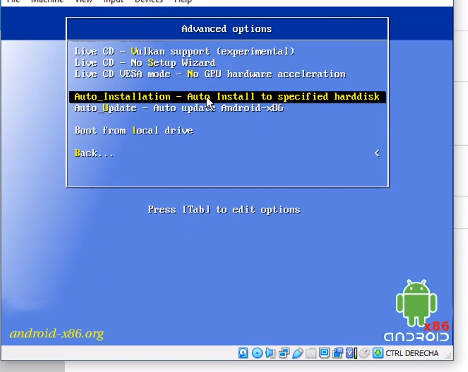 File Machine View Input Devices Help
Advanced options
Live CD - Vulkan support (experimental)
Live CD - No Setup Wizard
Live CD VESA mode - No GPU hardware acceleration
Auto_Installation - Auto Install to specified harddisk
Auto_Update - Auto update Android-x86
Boot from local drive
Back... <
Press [Tab] to edit options
x86
android-x86.org
android
CTRL DERECHA